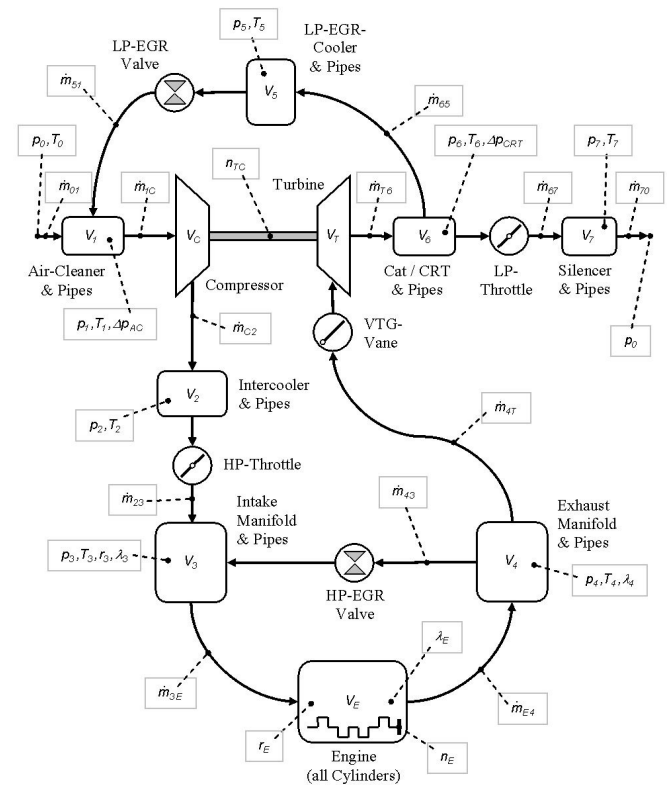 p5,T5
LP-EGR-
Cooler
& Pipes
LP-EGR
Valve
V5
ṁ51
ṁ65
p0,T0
nTC
p6,T6,ΔpCRT
p7,T7
Turbine
ṁ01
ṁ1C
ṁT6
ṁ67
ṁ70
V1
VC
VT
V6
V7
Air-Cleaner
& Pipes
Compressor
Cat / CRT
& Pipes
LP-
Throttle
Silencer
& Pipes
p1,T1,ΔpAC
ṁC2
VTG-
Vane
p0
V2
Intercooler
& Pipes
p2,T2
ṁ4T
HP-Throttle
ṁ23
Intake
Manifold
& Pipes
ṁ43
Exhaust
Manifold
& Pipes
p3,T3,r3,λ3
V3
V4
p4,T4,λ4
HP-EGR
Valve
λE
ṁ3E
VE
ṁE4
rE
nE
Engine
(all Cylinders)